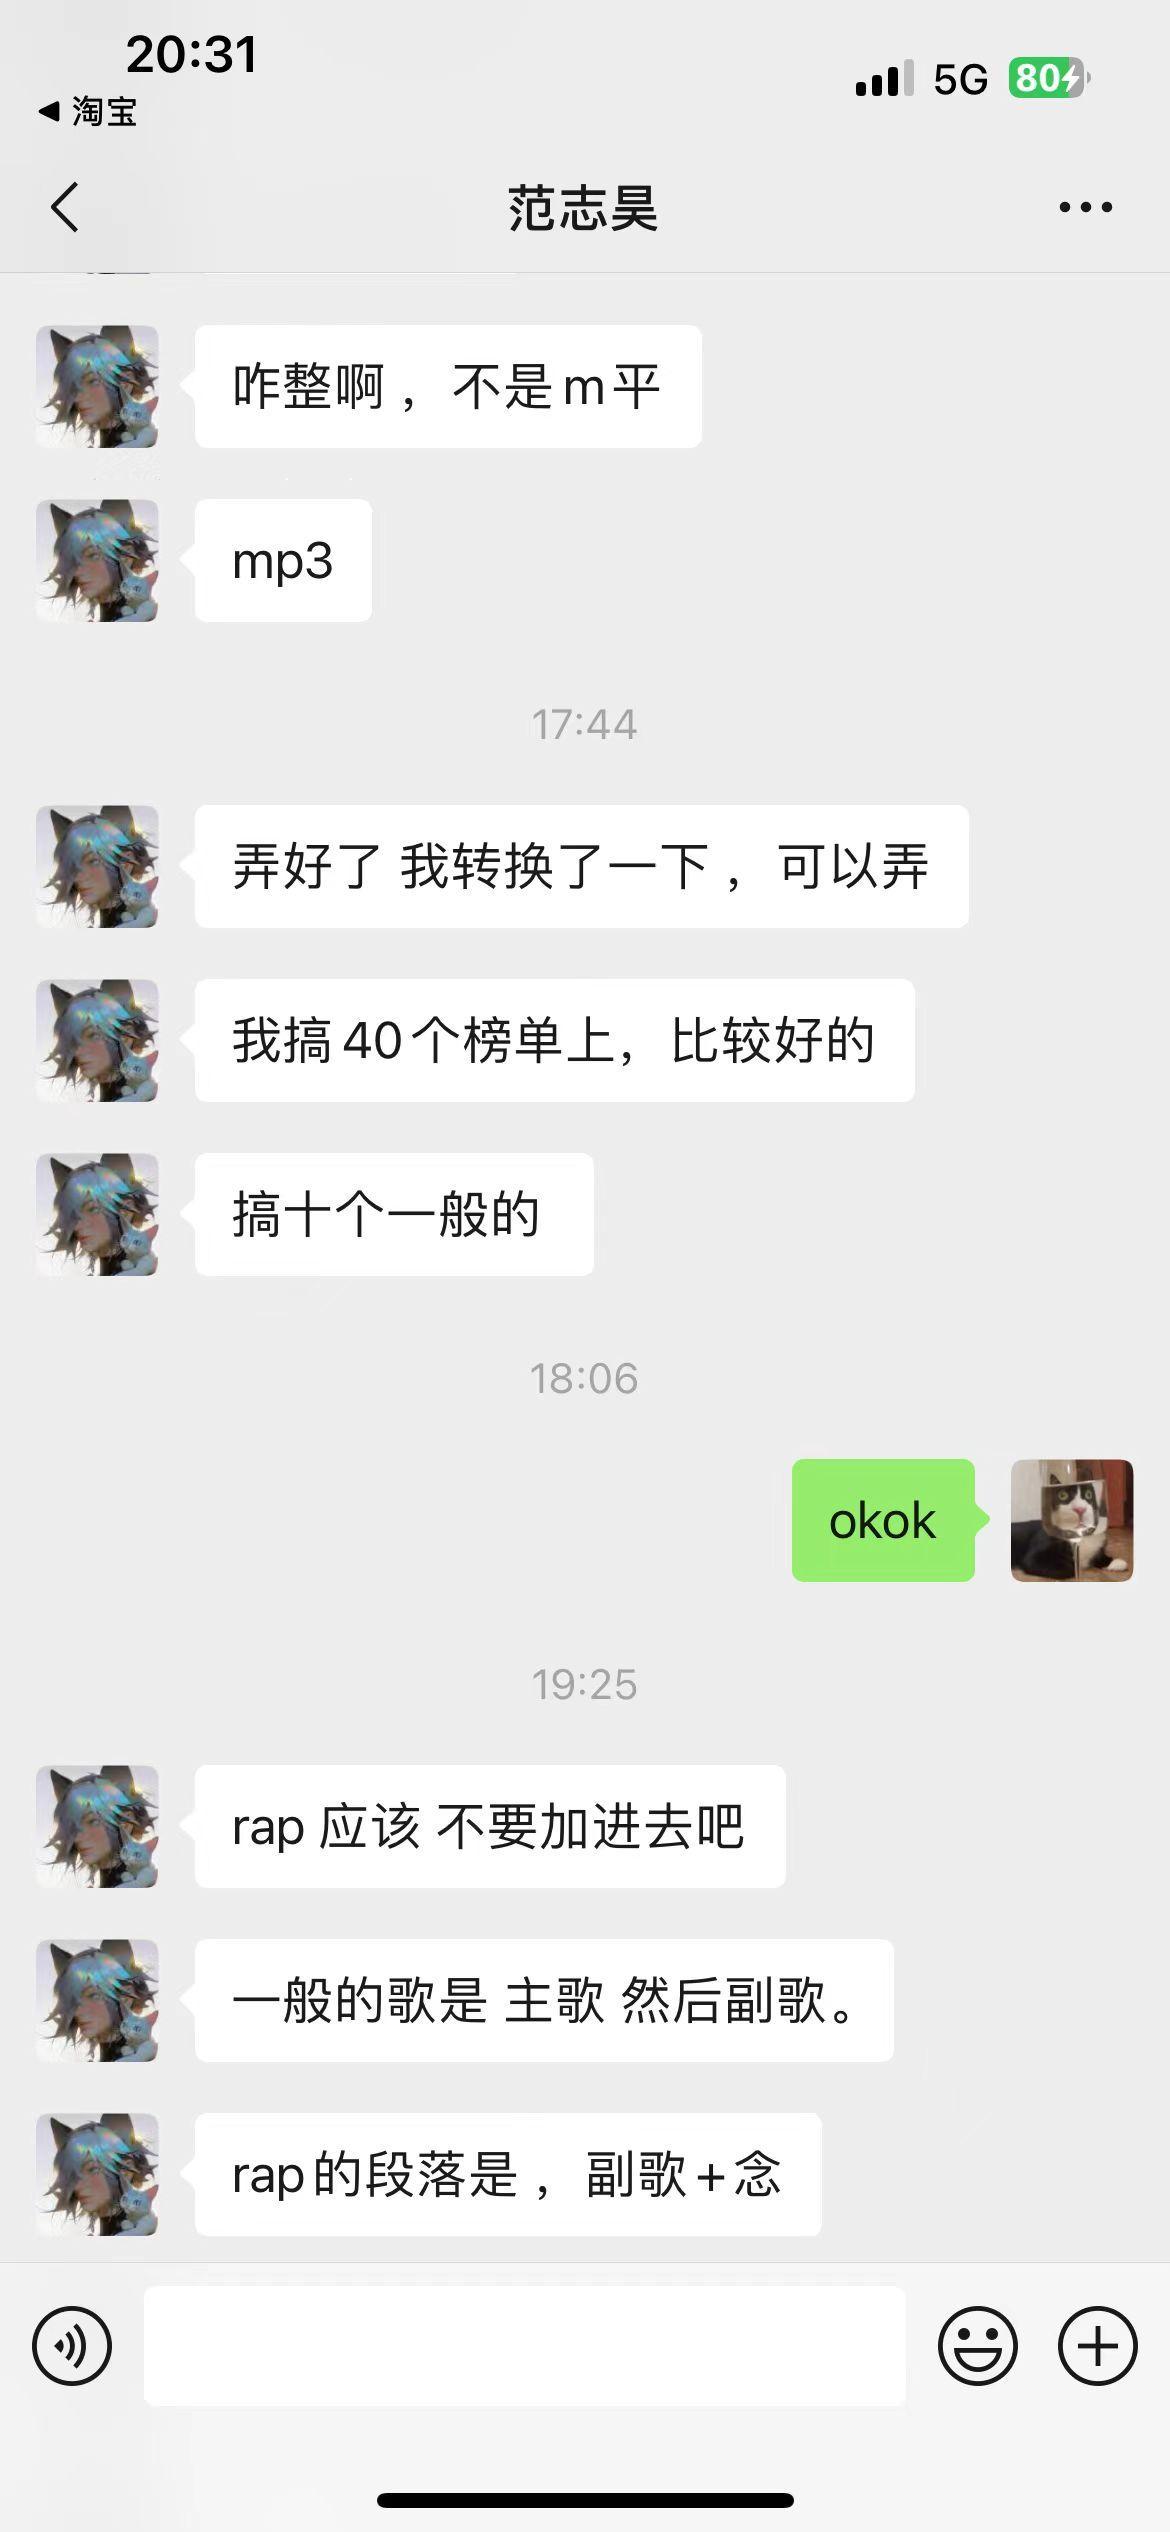 20:31
5G 80
淘宝
范志昊
咋整啊，不是m平
mp3
17:44
弄好了 我转换了一下，可以弄
我搞40个榜单上，比较好的
搞十个一般的
18:06
okok
19:25
rap 应该 不要加进去吧
一般的歌是 主歌 然后副歌。
rap的段落是，副歌+念